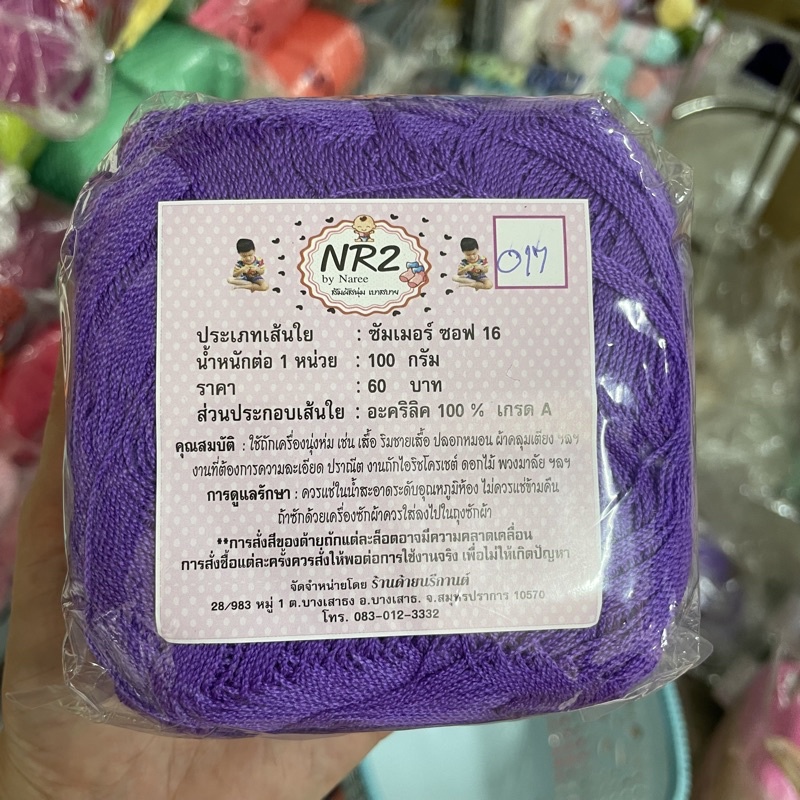 017
NR2
by Naree
ประเภทเส้นใย : ซัมเมอร์ ซอฟ 16
น้ำหนักต่อ 1 หน่วย : 100 กรัม
ราคา : 60 บาท
ส่วนประกอบเส้นใย : อะคริลิค 100 % เกรด A
คุณสมบัติ : ใช้ถักเครื่องนุ่งห่ม เช่น เสื้อ ริมชายเสื้อ ปลอกหมอน ผ้าคลุมเตียง ฯลฯ
งานที่ต้องการความละเอียด ปราณีต งานถักไอริชโครเชต์ ดอกไม้ พวงมาลัย ฯลฯ
การดูแลรักษา : ควรแช่ในน้ำสะอาดระดับอุณหภูมิห้อง ไม่ควรแช่ข้ามคืน
ถ้าซักด้วยเครื่องซักผ้าควรใส่ลงไปในถุงซักผ้า
**การสั่งสีของด้ายถักแต่ละล็อตอาจมีความคลาดเคลื่อน
การสั่งซื้อแต่ละครั้งควรสั่งให้พอต่อการใช้งานจริง เพื่อไม่ให้เกิดปัญหา
จัดจำหน่ายโดย ร้านด้ายนริกานต์
28/983 หมู่ 1 ต.บางเสาธง อ.บางเสาธง จ.สมุทรปราการ 10570
โทร. 083-012-3332